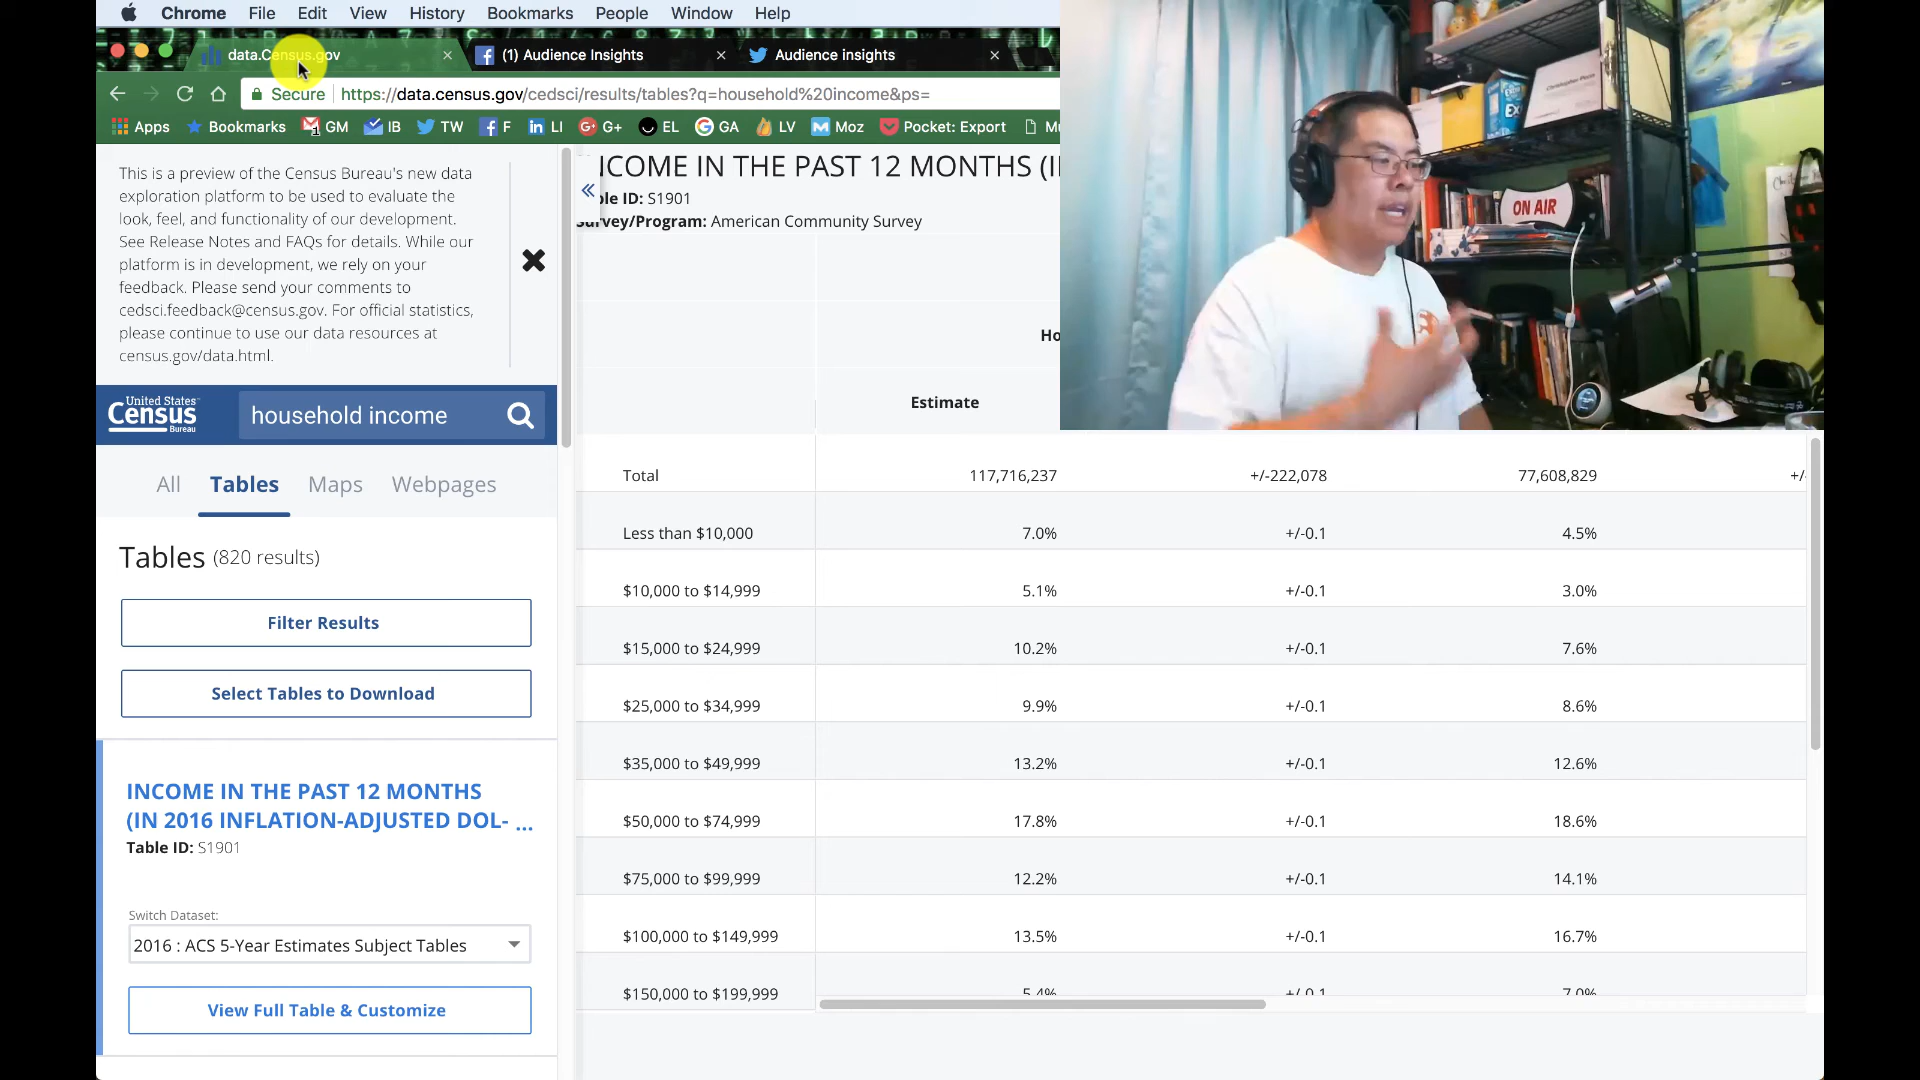 Chrome File Edit View History Bookmarks People Window Help
data.Census.gov × (1) Audience Insights × Audience insights ×
Secure https://data.census.gov/cedsci/results/tables?q=household%20income&ps=
Apps Bookmarks GM IB TW F LI G+ EL GA LV Moz Pocket: Export
This is a preview of the Census Bureau's new data
exploration platform to be used to evaluate the
look, feel, and functionality of our development.
See Release Notes and FAQs for details. While our
platform is in development, we rely on your
feedback. Please send your comments to
cedsci.feedback@census.gov. For official statistics,
please continue to use our data resources at
census.gov/data.html.
United States™
Census
Bureau
household income
All Tables Maps Webpages
Tables (820 results)
Filter Results
Select Tables to Download
INCOME IN THE PAST 12 MONTHS
(IN 2016 INFLATION-ADJUSTED DOL- ...
Table ID: S1901
Switch Dataset:
2016 : ACS 5-Year Estimates Subject Tables
View Full Table & Customize
NCOME IN THE PAST 12 MONTHS (I
ble ID: S1901
Survey/Program: American Community Survey
Ho
Estimate
Total 117,716,237 +/-222,078 77,608,829 +/-
Less than $10,000 7.0% +/-0.1 4.5%
$10,000 to $14,999 5.1% +/-0.1 3.0%
$15,000 to $24,999 10.2% +/-0.1 7.6%
$25,000 to $34,999 9.9% +/-0.1 8.6%
$35,000 to $49,999 13.2% +/-0.1 12.6%
$50,000 to $74,999 17.8% +/-0.1 18.6%
$75,000 to $99,999 12.2% +/-0.1 14.1%
$100,000 to $149,999 13.5% +/-0.1 16.7%
$150,000 to $199,999 5.4% +/-0.1 7.0%
ON AIR